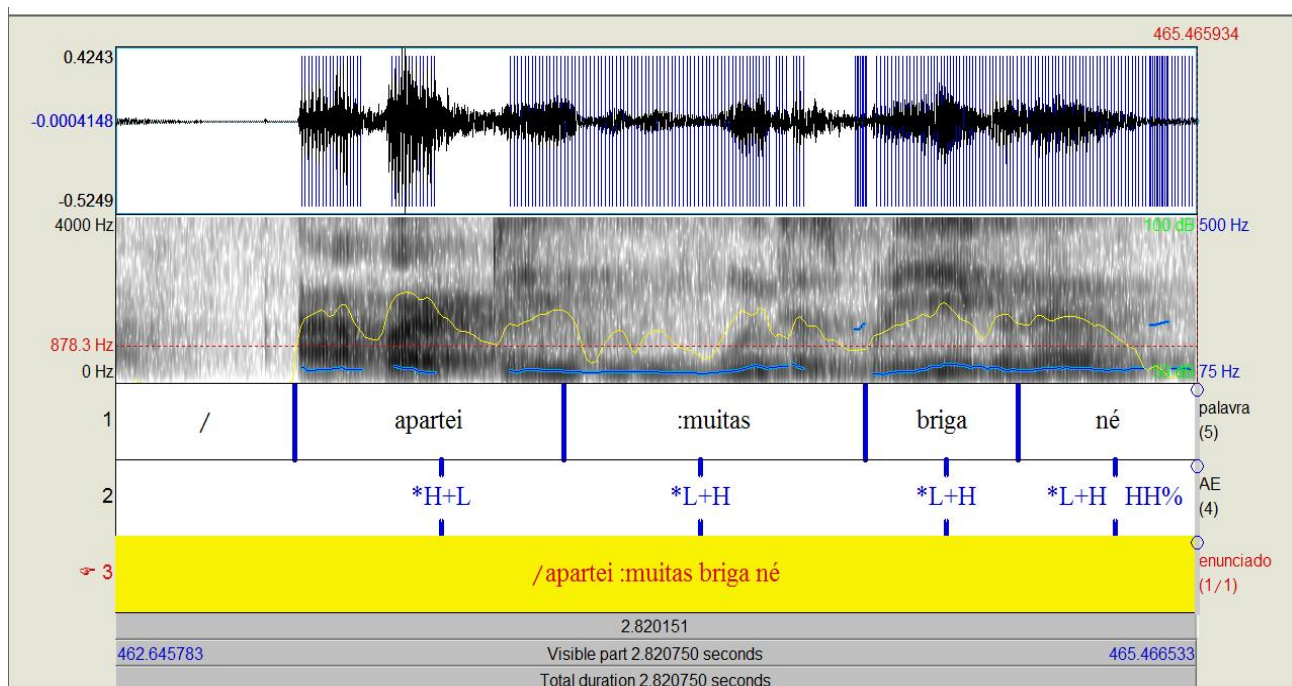 465.465934
0.4243
-0.0004148
-0.5249
4000 Hz
100 dB
500 Hz
878.3 Hz
0 Hz
75 Hz
1 / apartei :muitas briga né palavra
(5)
2 *H+L *L+H *L+H *L+H HH% AE
(4)
3 /apartei :muitas briga né enunciado
(1/1)
2.820151
462.645783 Visible part 2.820750 seconds 465.466533
Total duration 2.820750 seconds